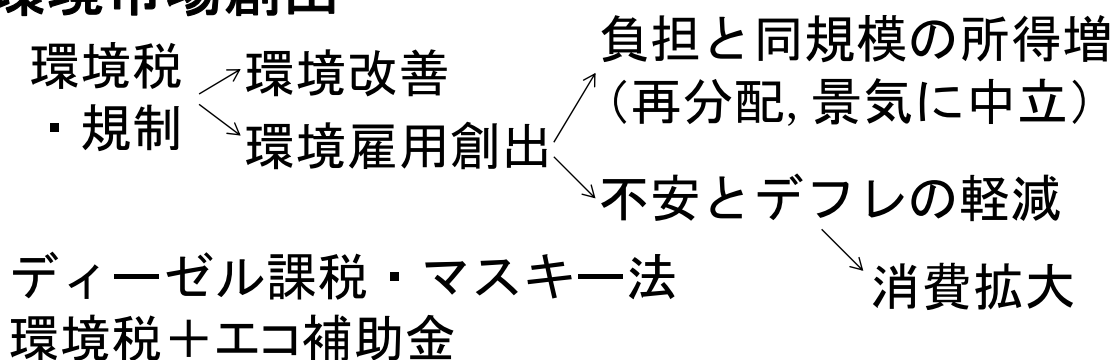 環境市場創出
環境税
・規制
環境改善
環境雇用創出
負担と同規模の所得増
（再分配, 景気に中立）
不安とデフレの軽減
消費拡大
ディーゼル課税・マスキー法
環境税＋エコ補助金